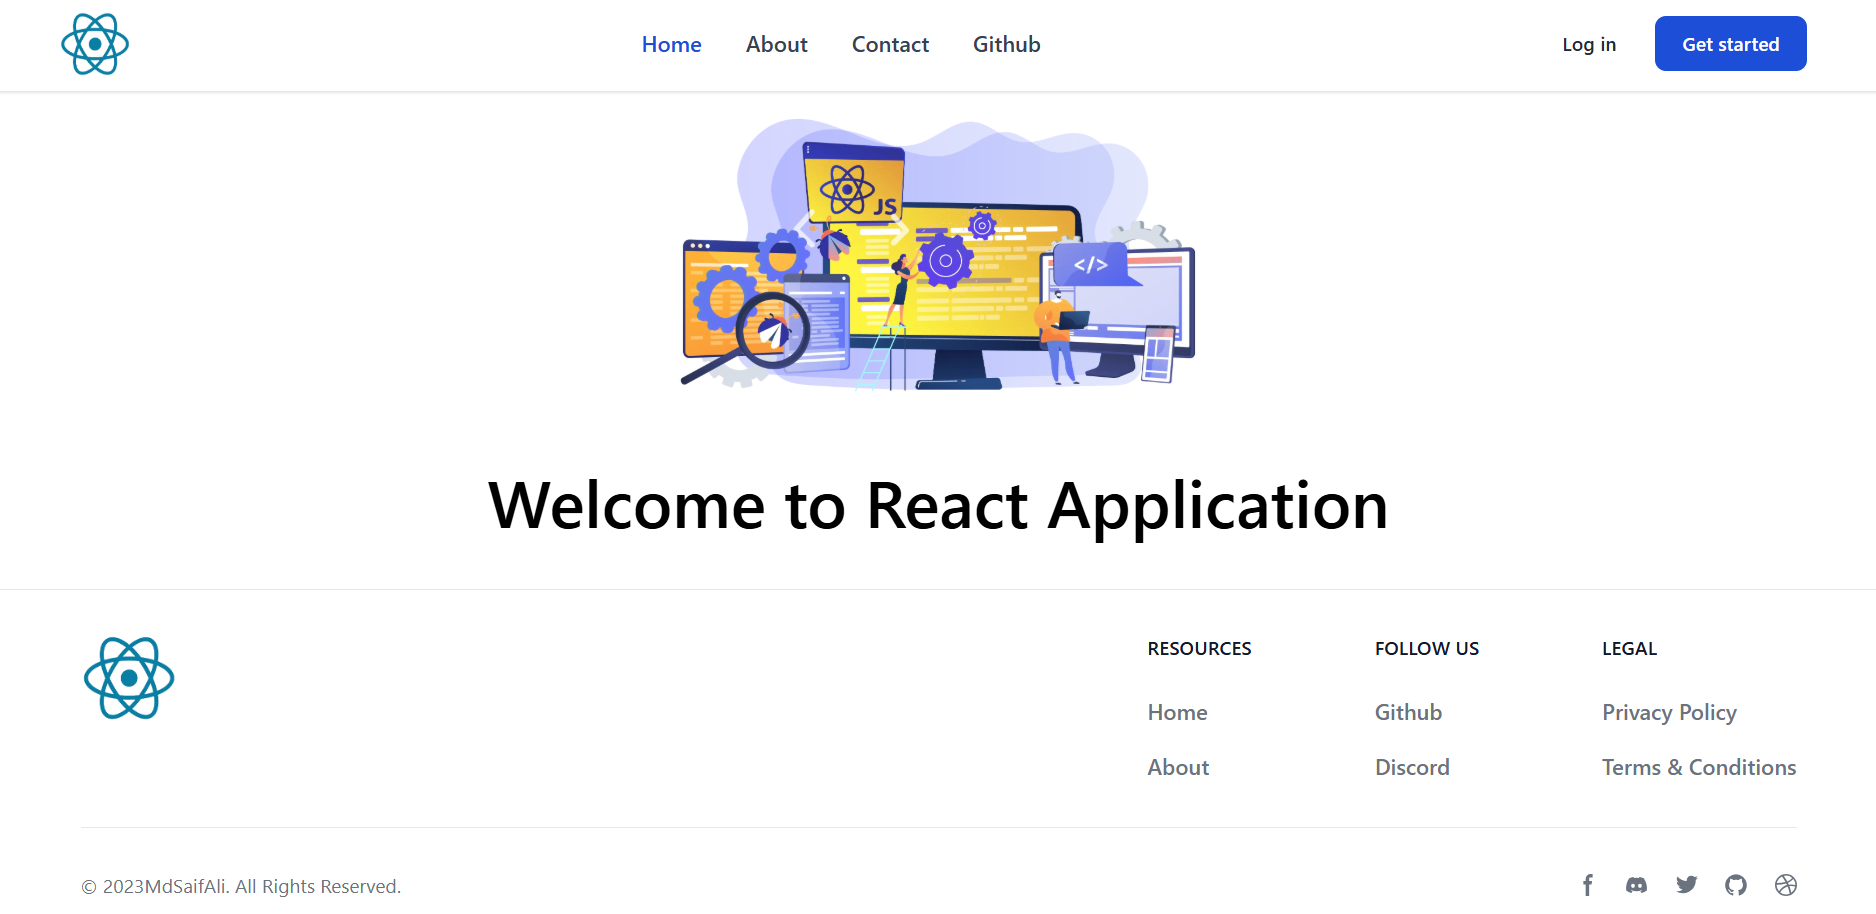 Home About Contact Github Log in Get started
JS
</>
Welcome to React Application
RESOURCES FOLLOW US LEGAL
Home Github Privacy Policy
About Discord Terms & Conditions
© 2023MdSaifAli. All Rights Reserved.